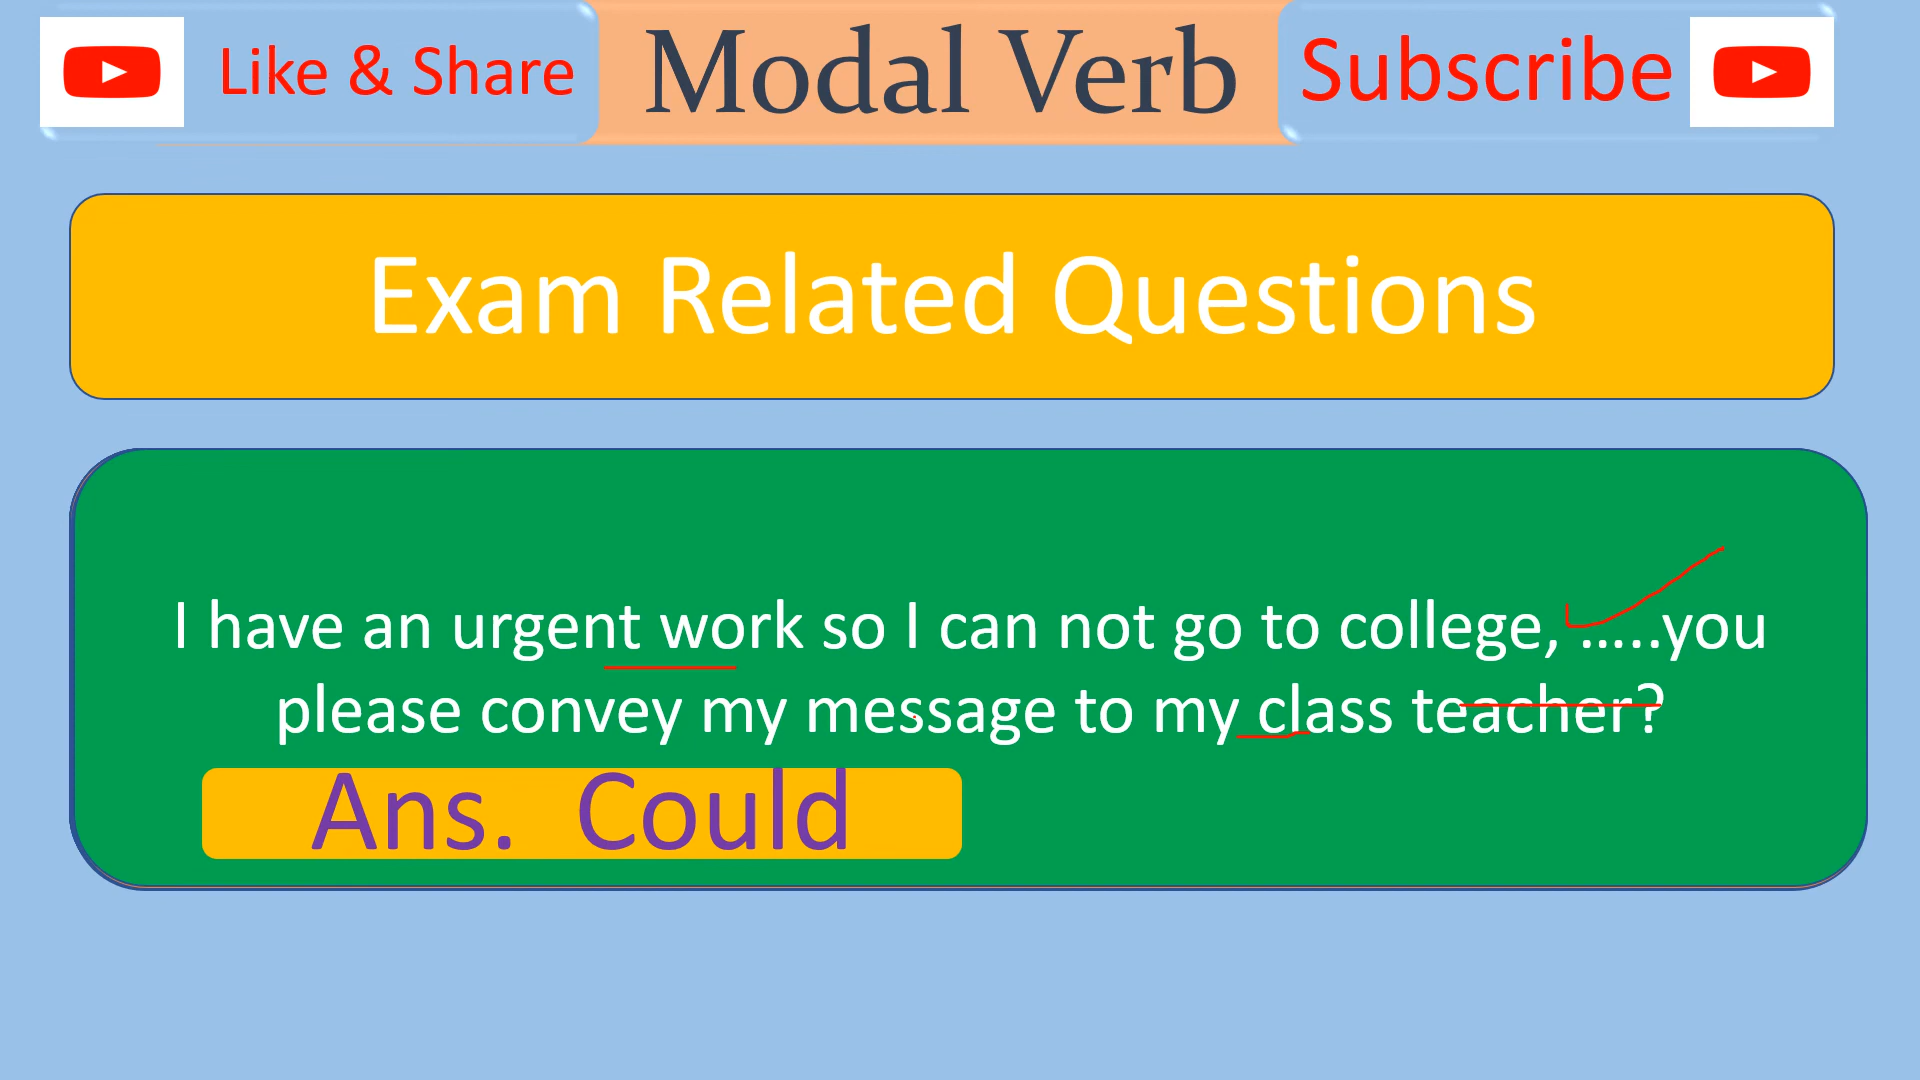 Like & Share
Modal Verb
Subscribe
Exam Related Questions
I have an urgent work so I can not go to college, .....you
please convey my message to my class teacher?
Ans. Could